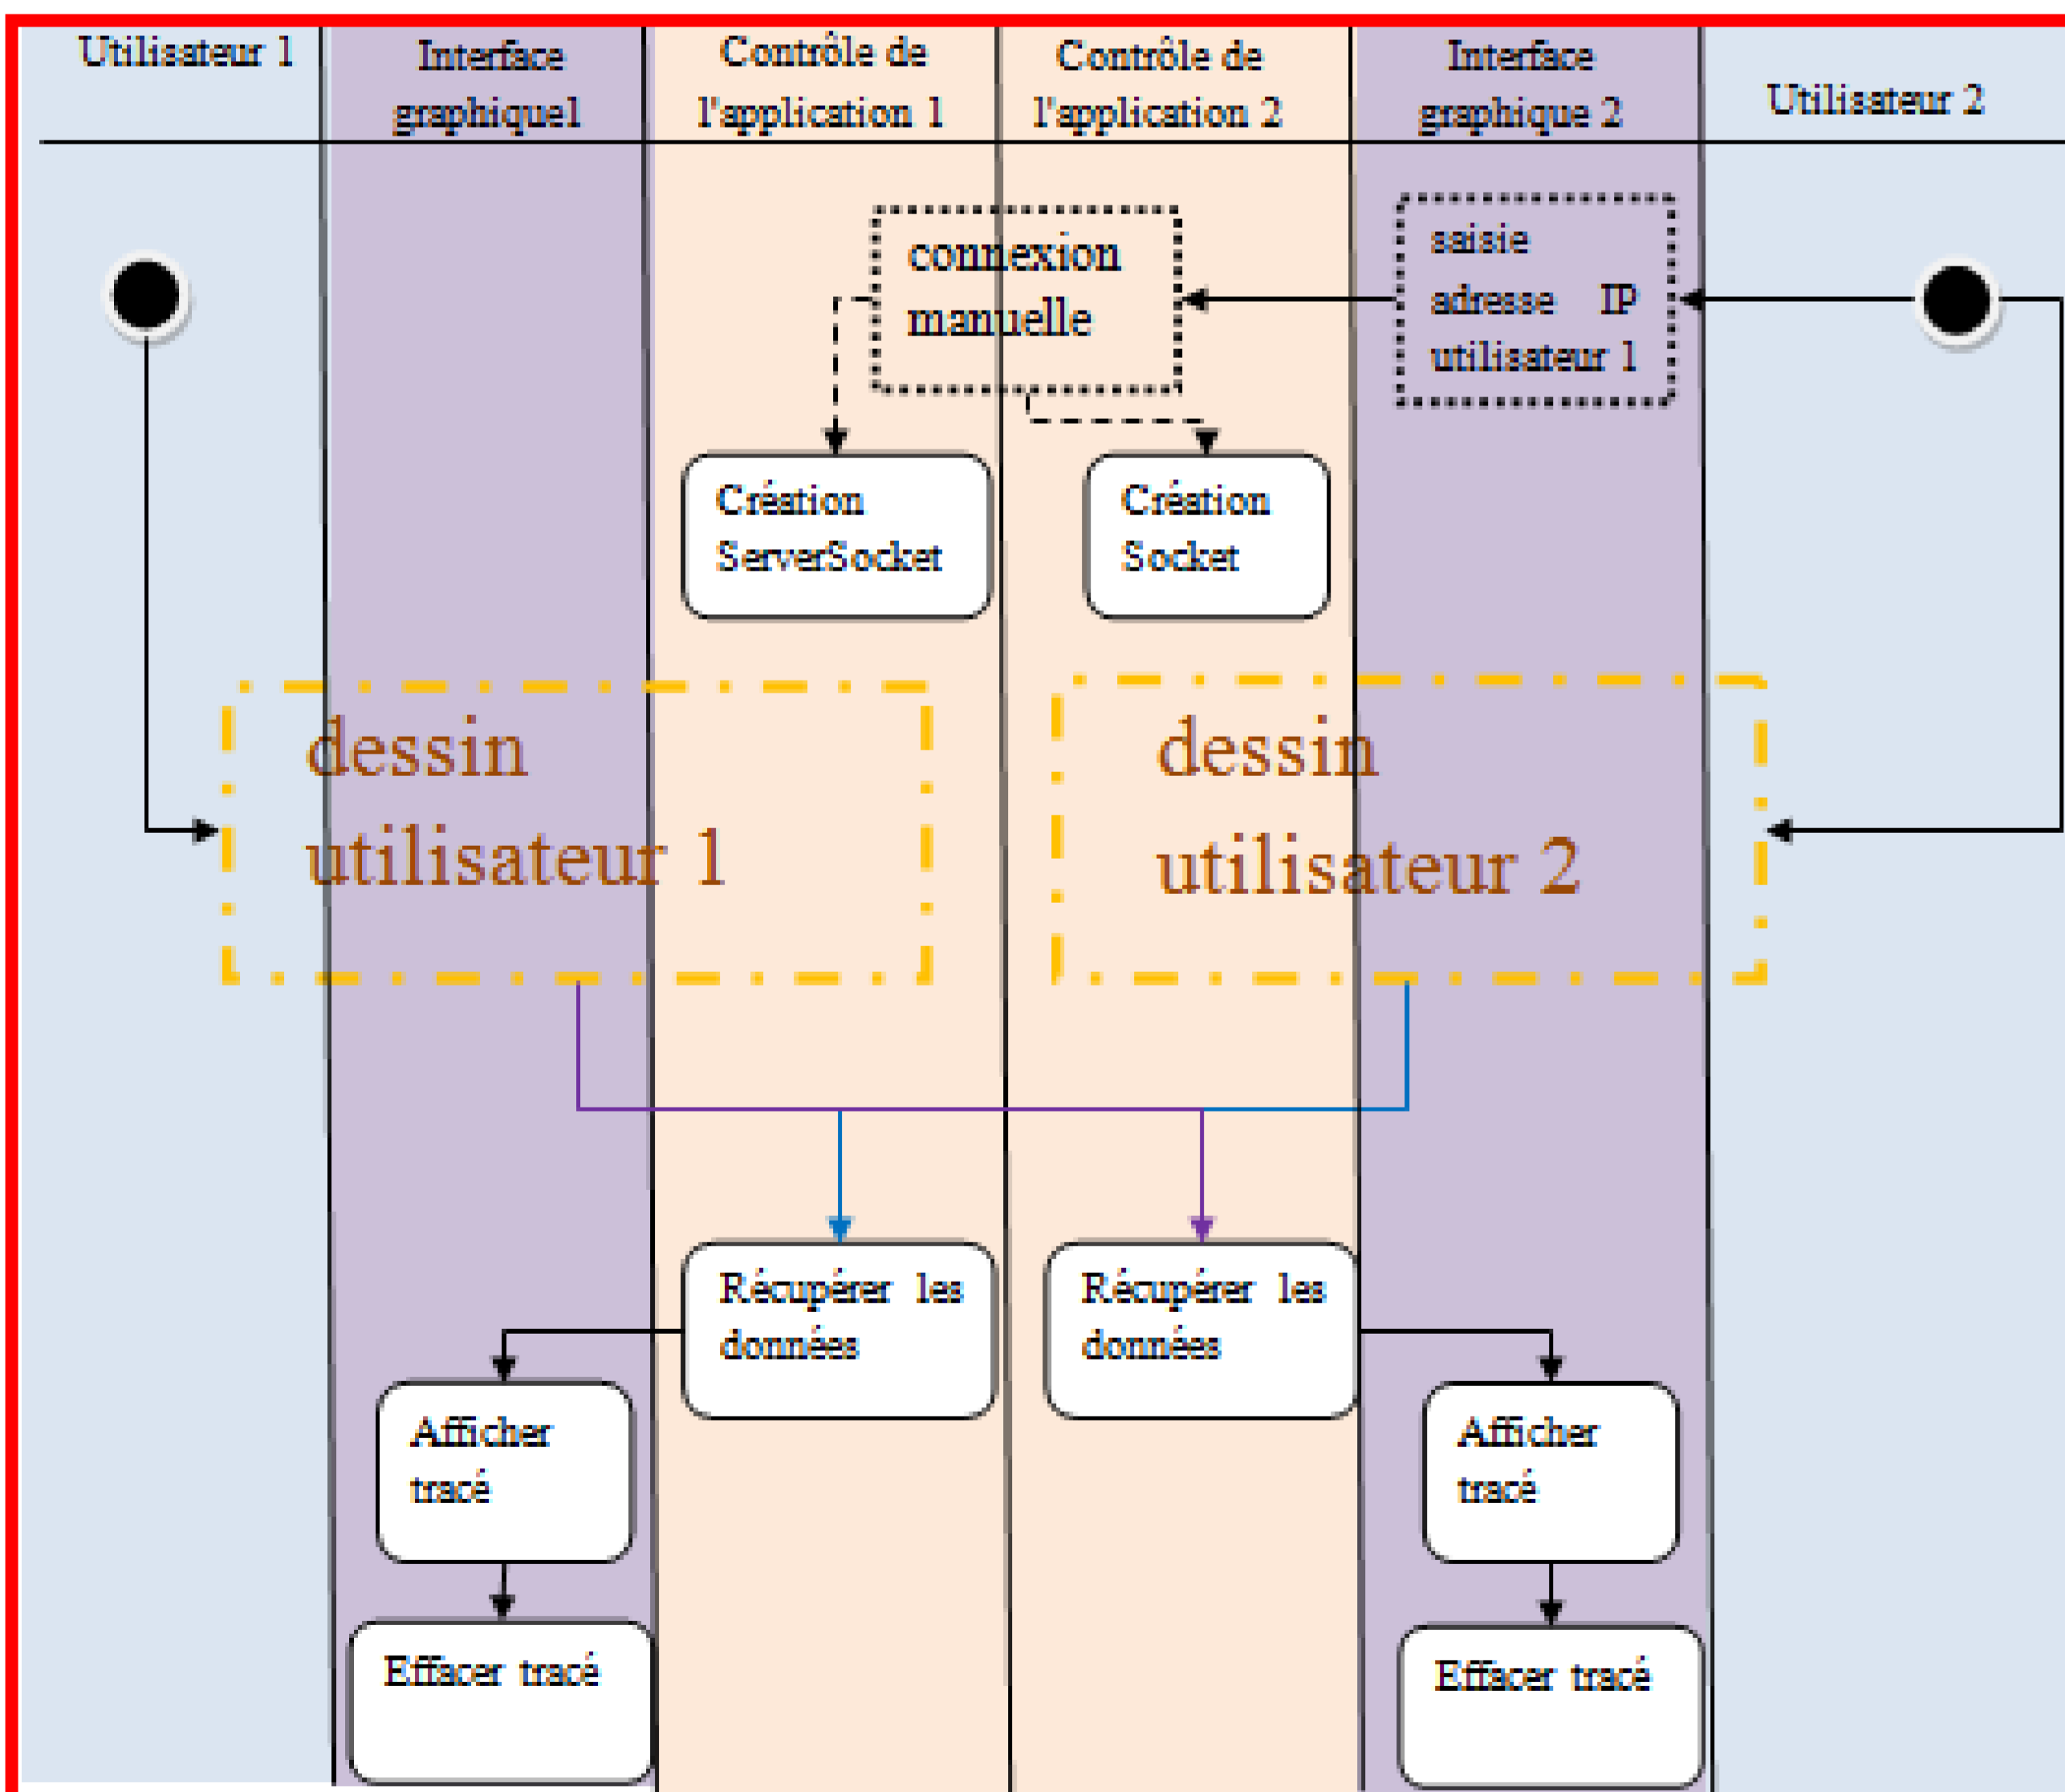 Utilisateur 1
Interface
graphique1
Contrôle de
l'application 1
Contrôle de
l'application 2
Interface
graphique 2
Utilisateur 2
connexion
manuelle
saisie
adresse IP
utilisateur 1
Création
ServerSocket
Création
Socket
dessin
utilisateur 1
dessin
utilisateur 2
Récupérer les
données
Récupérer les
données
Afficher
tracé
Afficher
tracé
Effacer tracé
Effacer tracé